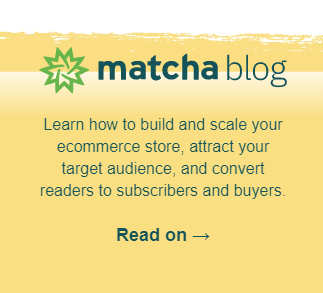 matcha blog
Learn how to build and scale your
ecommerce store, attract your
target audience, and convert
readers to subscribers and buyers.
Read on →